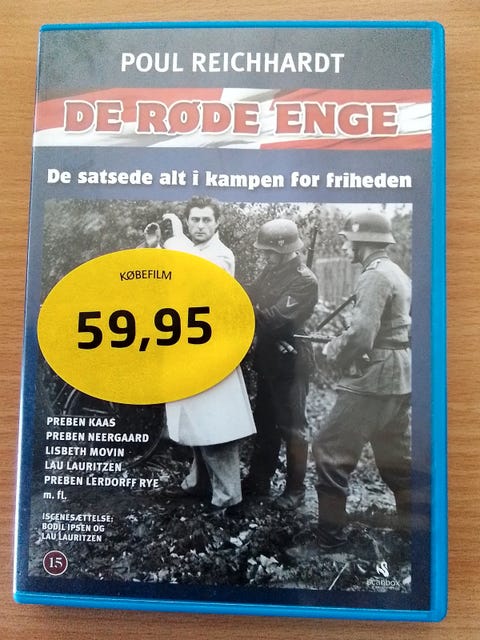 POUL REICHHARDT
DE RØDE ENGE
De satsede alt i kampen for friheden
KØBEFILM
59,95
PREBEN KAAS
PREBEN NEERGAARD
LISBETH MOVIN
LAU LAURITZEN
PREBEN LERDORFF RYE
m. fl.
ISCENESÆTTELSE:
BODIL IPSEN OG
LAU LAURITZEN
15
scanbox